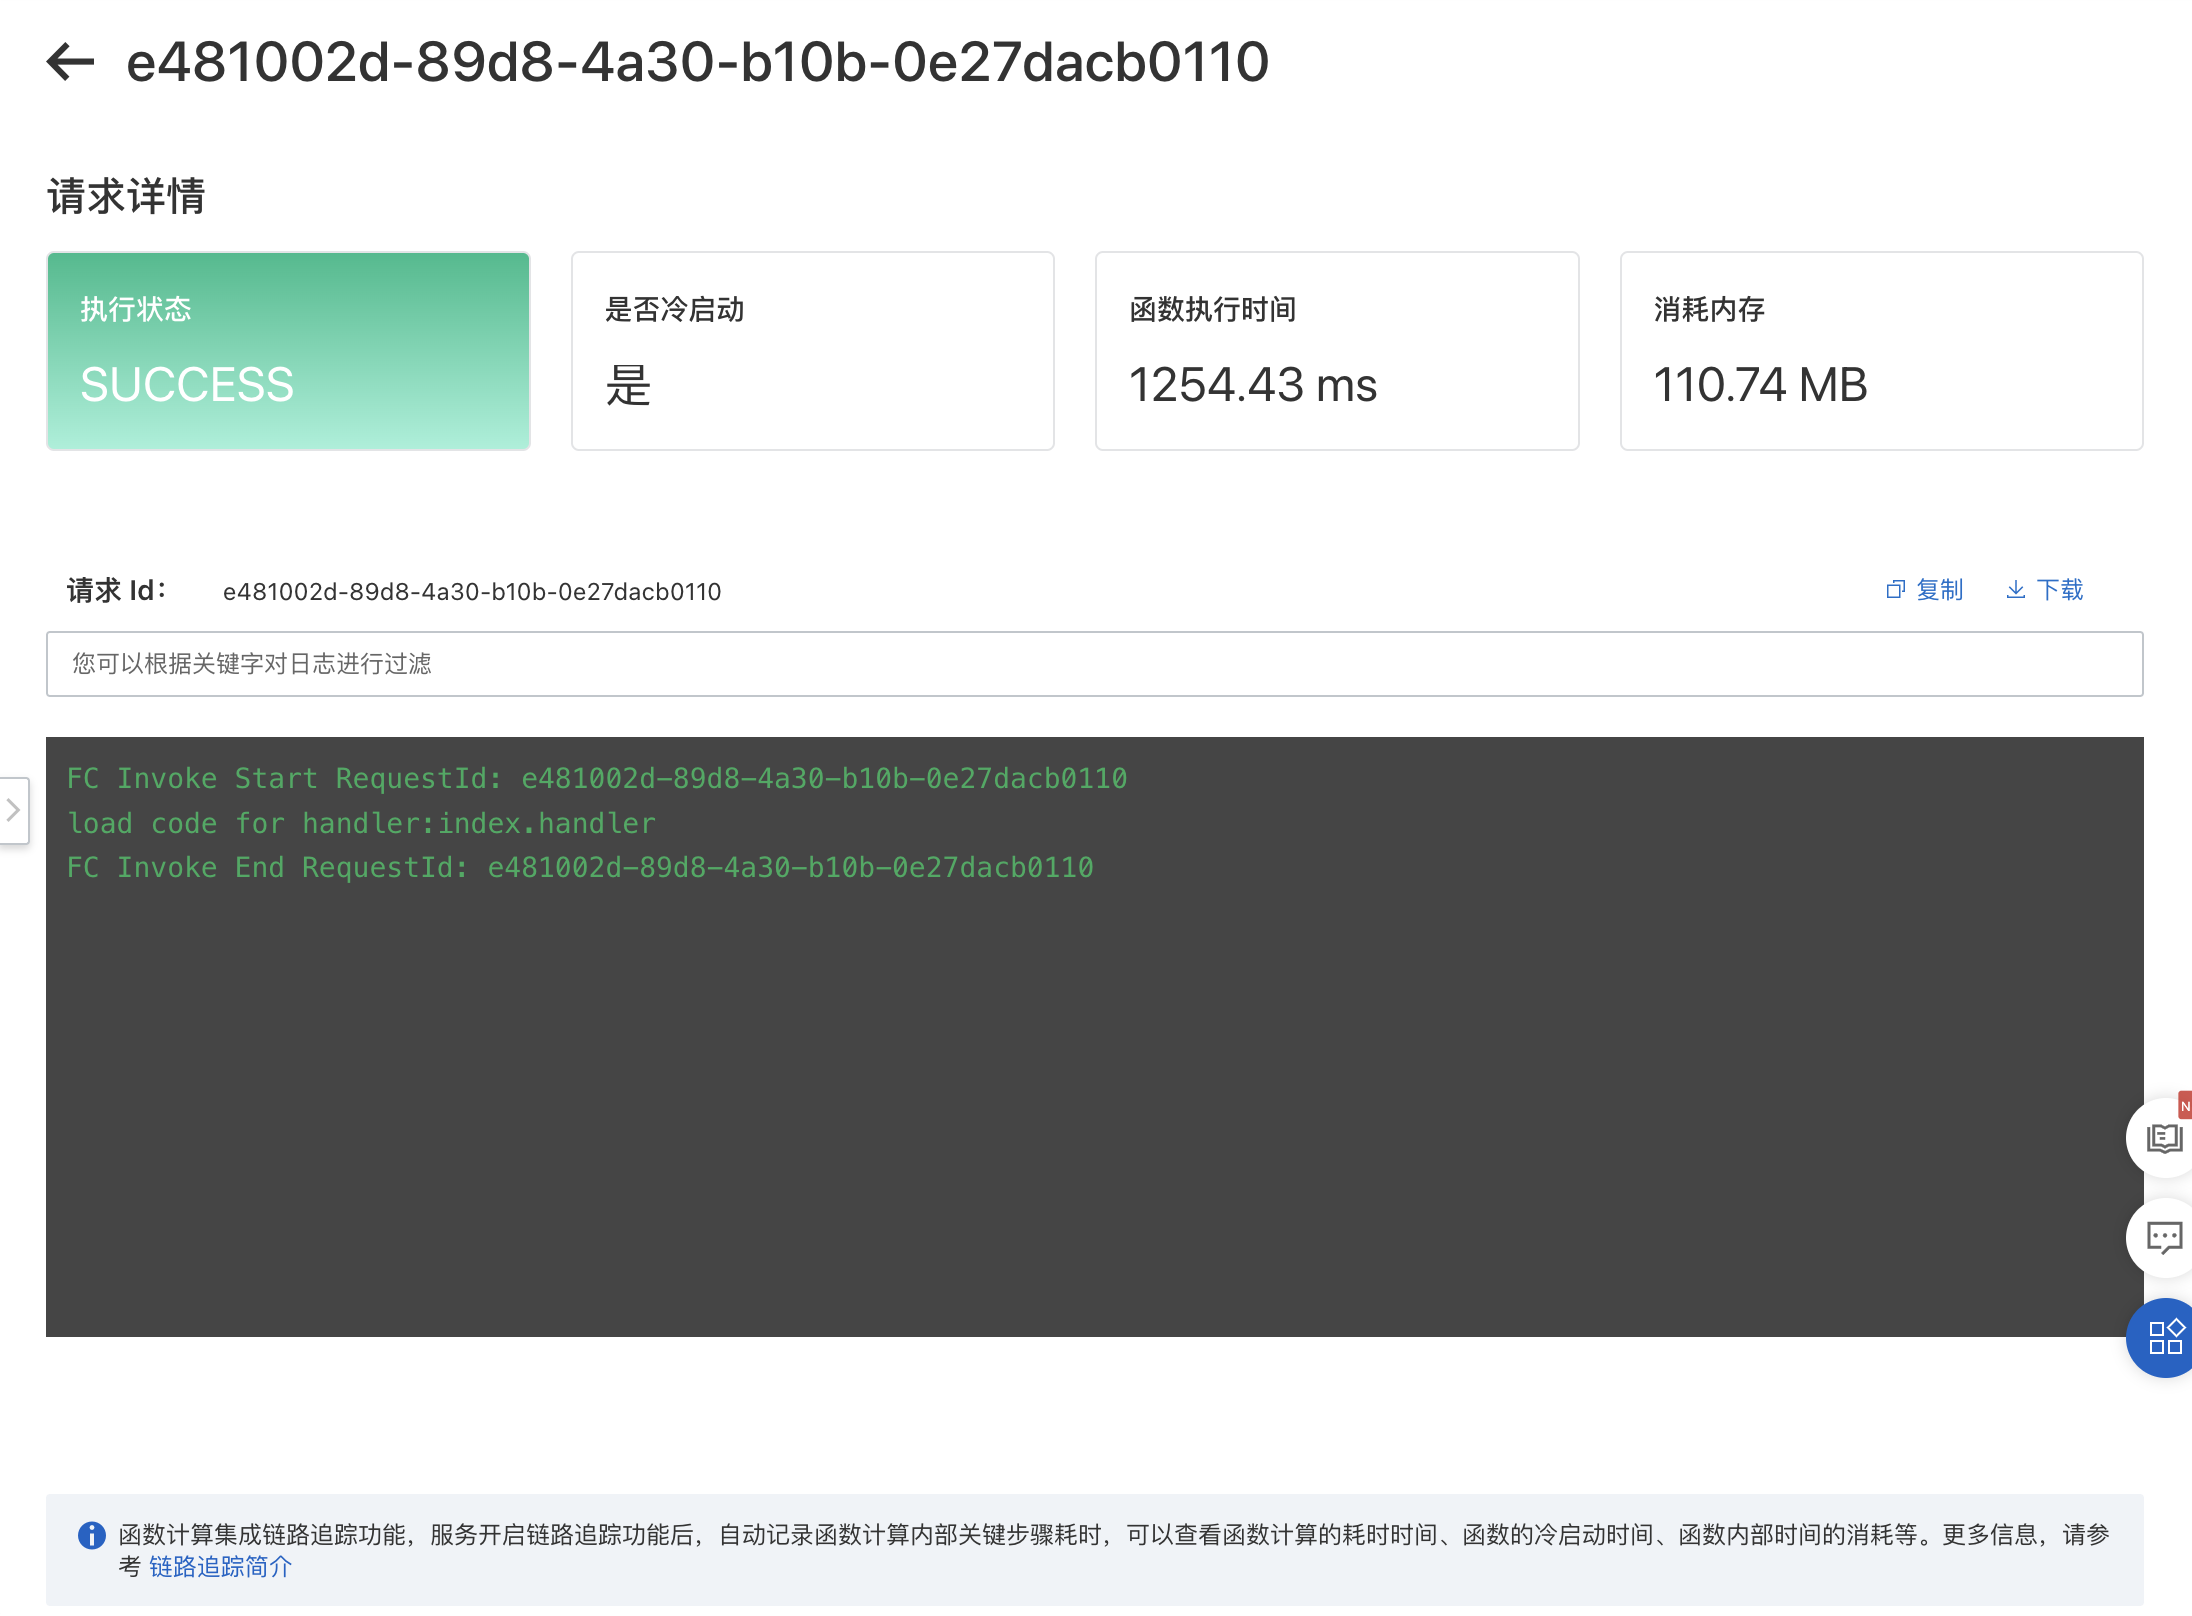 e481002d-89d8-4a30-b10b-0e27dacb0110
请求详情
执行状态
SUCCESS
是否冷启动
是
函数执行时间
1254.43 ms
消耗内存
110.74 MB
请求 Id： e481002d-89d8-4a30-b10b-0e27dacb0110 复制 下载
您可以根据关键字对日志进行过滤
FC Invoke Start RequestId: e481002d-89d8-4a30-b10b-0e27dacb0110
load code for handler:index.handler
FC Invoke End RequestId: e481002d-89d8-4a30-b10b-0e27dacb0110
N
函数计算集成链路追踪功能，服务开启链路追踪功能后，自动记录函数计算内部关键步骤耗时，可以查看函数计算的耗时时间、函数的冷启动时间、函数内部时间的消耗等。更多信息，请参
考 链路追踪简介